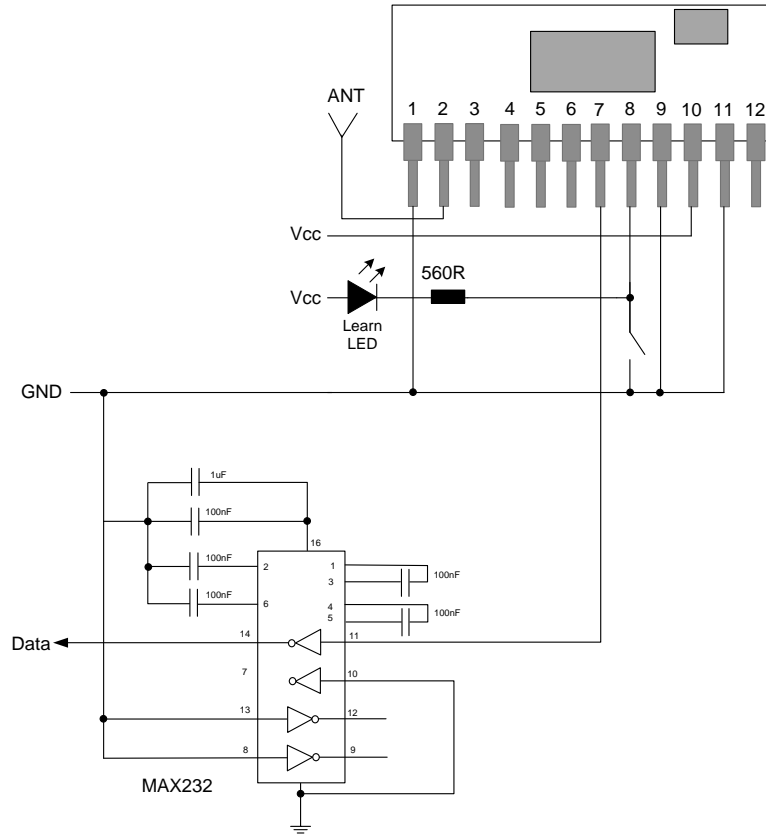 ANT
1 2 3 4 5 6 7 8 9 10 11 12
Vcc
560R
Vcc
Learn
LED
GND
1uF
100nF
16
100nF
2
1
3
100nF
100nF
6
4
5
100nF
Data
14
11
7
10
13
12
8
9
MAX232